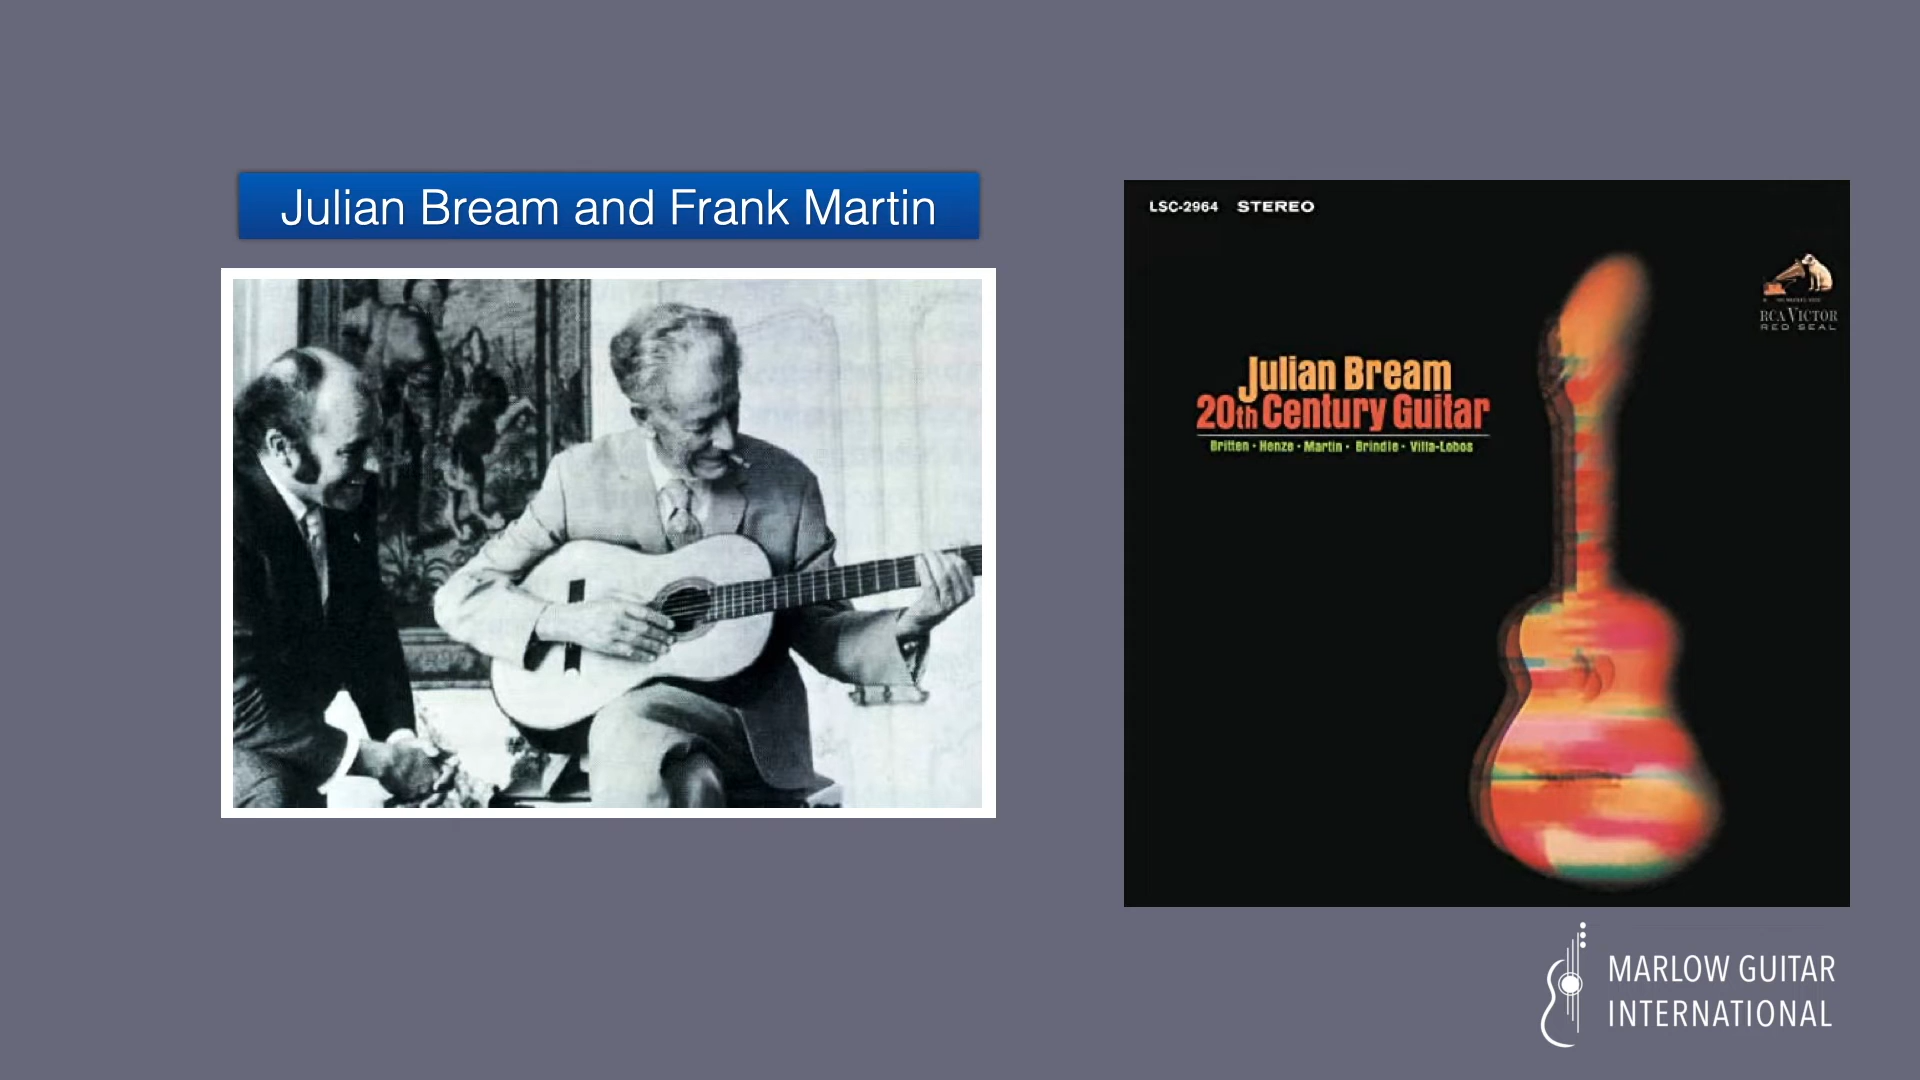 Julian Bream and Frank Martin
LSC-2964 STEREO
RCA VICTOR
RED SEAL
Julian Bream
20th Century Guitar
Britten • Henze • Martin • Brindle • Villa-Lobos
MARLOW GUITAR
INTERNATIONAL